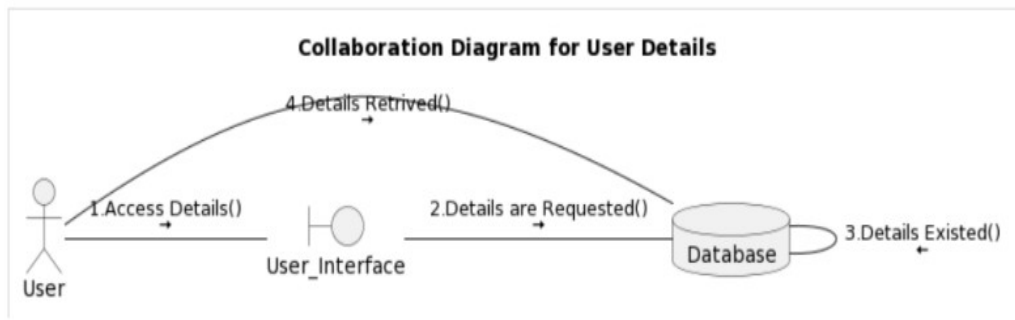 Collaboration Diagram for User Details
4.Details Retrived()
1.Access Details()
2.Details are Requested()
3.Details Existed()
User_Interface
Database
User